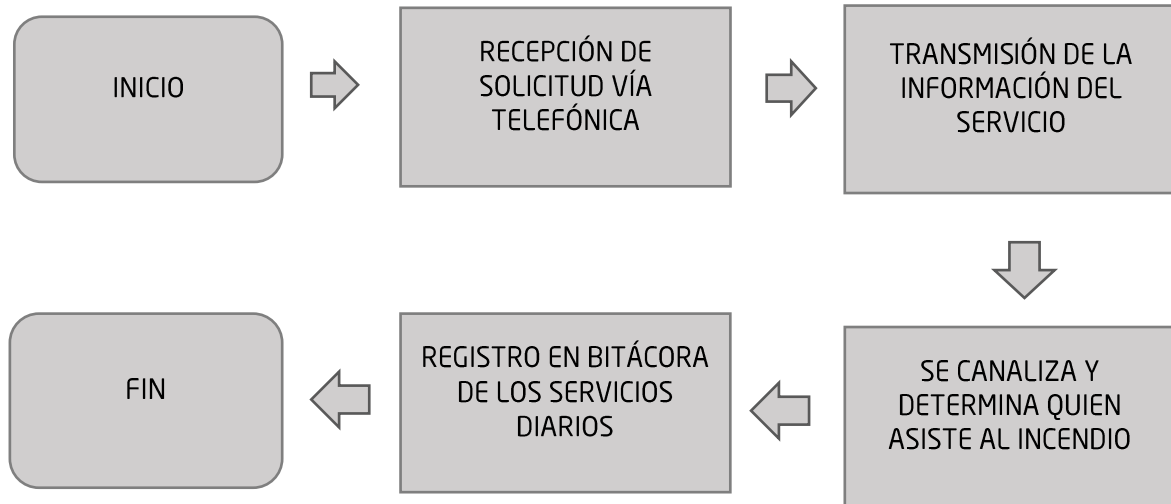 INICIO
RECEPCIÓN DE
SOLICITUD VÍA
TELEFÓNICA
TRANSMISIÓN DE LA
INFORMACIÓN DEL
SERVICIO
SE CANALIZA Y
DETERMINA QUIEN
ASISTE AL INCENDIO
REGISTRO EN BITÁCORA
DE LOS SERVICIOS
DIARIOS
FIN